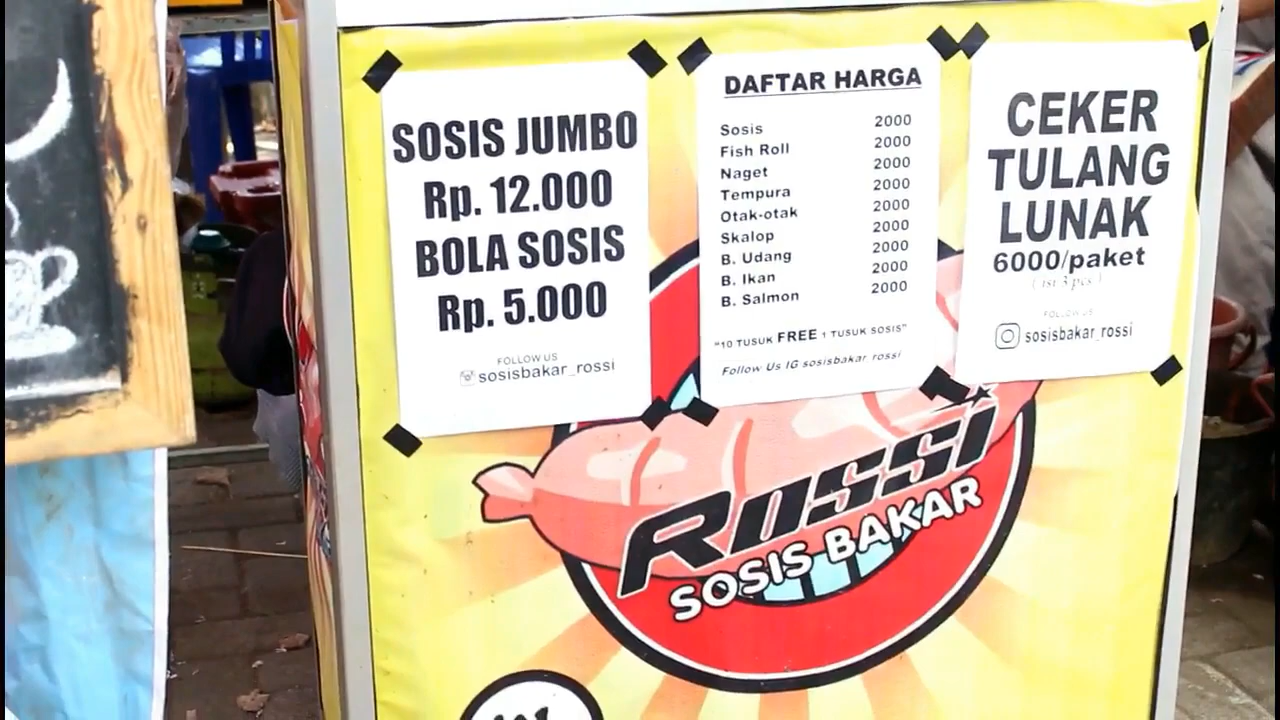 SOSIS JUMBO
Rp. 12.000
BOLA SOSIS
Rp. 5.000
FOLLOW US
sosisbakar_rossi
DAFTAR HARGA
Sosis 2000
Fish Roll 2000
Naget 2000
Tempura 2000
Otak-otak 2000
Skalop 2000
B. Udang 2000
B. Ikan 2000
B. Salmon 2000
"10 TUSUK FREE 1 TUSUK SOSIS"
Follow Us IG sosisbakar_rossi
CEKER
TULANG
LUNAK
6000/paket
( isi 3 pcs )
FOLLOW US
sosisbakar_rossi
ROSSI
SOSIS BAKAR